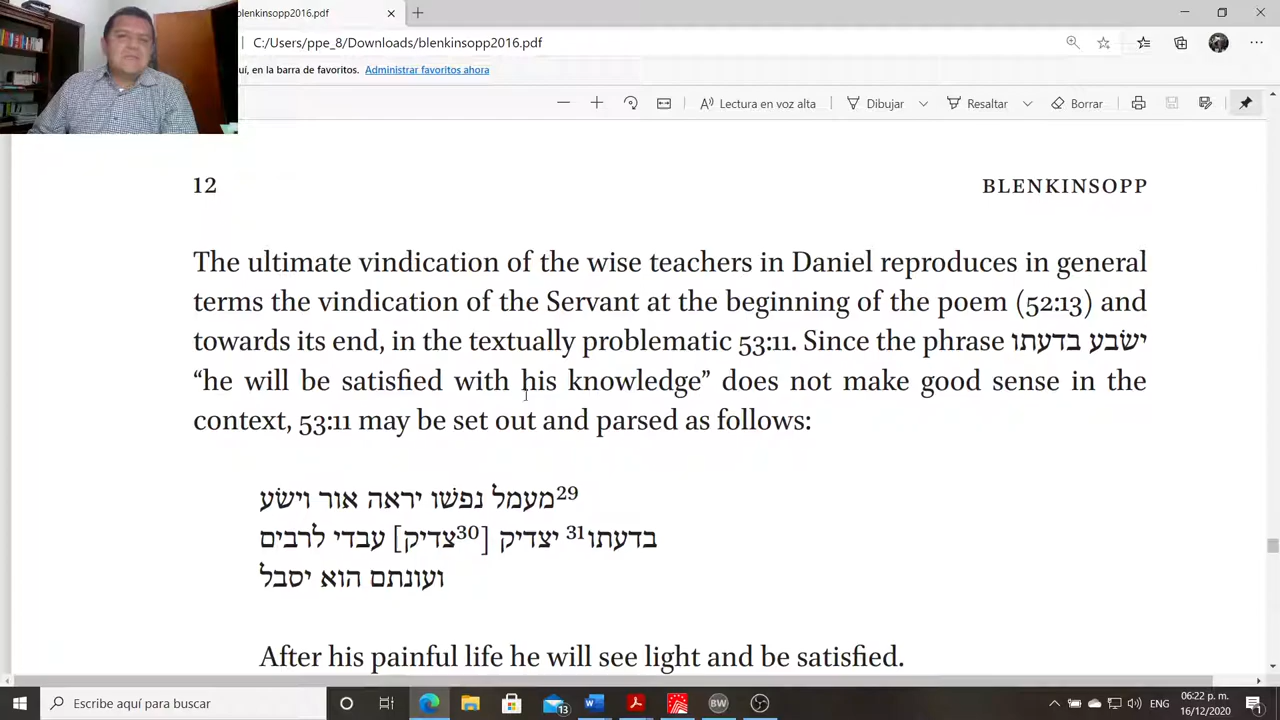 blenkinsopp2016.pdf
C:/Users/ppe_8/Downloads/blenkinsopp2016.pdf
quí, en la barra de favoritos. Administrar favoritos ahora
Lectura en voz alta Dibujar Resaltar Borrar
12 BLENKINSOPP
The ultimate vindication of the wise teachers in Daniel reproduces in general
terms the vindication of the Servant at the beginning of the poem (52:13) and
towards its end, in the textually problematic 53:11. Since the phrase ישׂבע בדעתו
“he will be satisfied with his knowledge” does not make good sense in the
context, 53:11 may be set out and parsed as follows:
29מעמל נפשׁו יראה אור וישׂע
בדעתו31 יצדיק [צדיק30] עבדי לרבים
ועונתם הוא יסבל
After his painful life he will see light and be satisfied.
Escribe aquí para buscar
13
BW
ENG
06:22 p. m.
16/12/2020
1